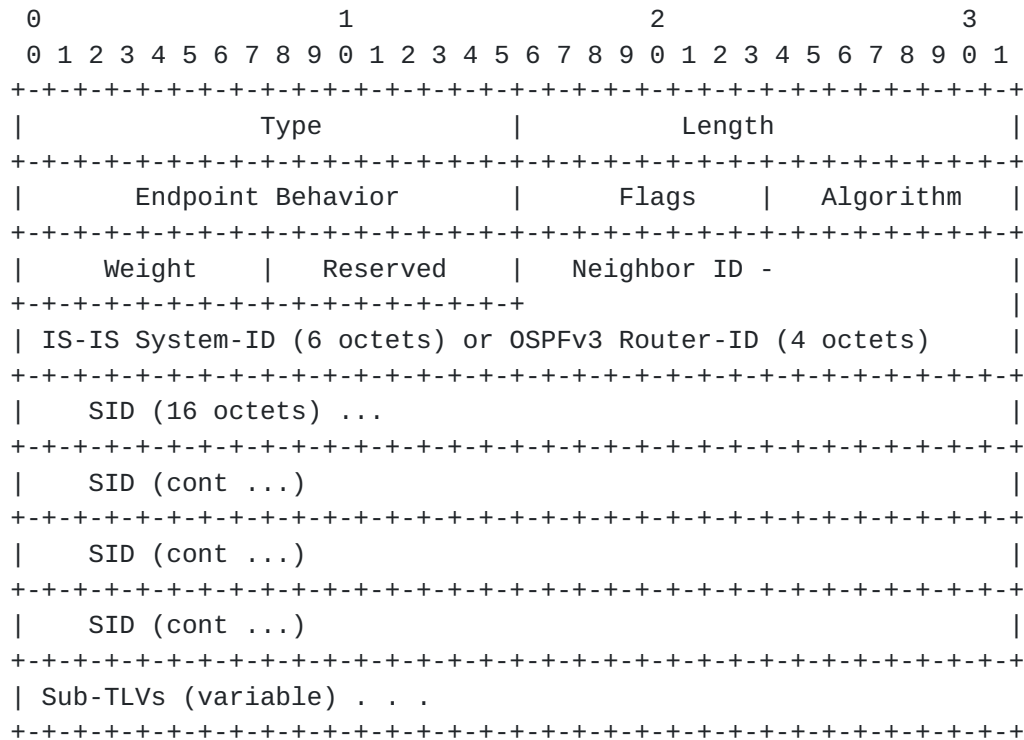 0                   1                   2                   3
 0 1 2 3 4 5 6 7 8 9 0 1 2 3 4 5 6 7 8 9 0 1 2 3 4 5 6 7 8 9 0 1
+-+-+-+-+-+-+-+-+-+-+-+-+-+-+-+-+-+-+-+-+-+-+-+-+-+-+-+-+-+-+-+-+
|               Type            |          Length               |
+-+-+-+-+-+-+-+-+-+-+-+-+-+-+-+-+-+-+-+-+-+-+-+-+-+-+-+-+-+-+-+-+
|       Endpoint Behavior       |      Flags    |   Algorithm   |
+-+-+-+-+-+-+-+-+-+-+-+-+-+-+-+-+-+-+-+-+-+-+-+-+-+-+-+-+-+-+-+-+
|     Weight    |   Reserved    |   Neighbor ID -               |
+-+-+-+-+-+-+-+-+-+-+-+-+-+-+-+-+                               |
| IS-IS System-ID (6 octets) or OSPFv3 Router-ID (4 octets)     |
+-+-+-+-+-+-+-+-+-+-+-+-+-+-+-+-+-+-+-+-+-+-+-+-+-+-+-+-+-+-+-+-+
|    SID (16 octets) ...                                        |
+-+-+-+-+-+-+-+-+-+-+-+-+-+-+-+-+-+-+-+-+-+-+-+-+-+-+-+-+-+-+-+-+
|    SID (cont ...)                                             |
+-+-+-+-+-+-+-+-+-+-+-+-+-+-+-+-+-+-+-+-+-+-+-+-+-+-+-+-+-+-+-+-+
|    SID (cont ...)                                             |
+-+-+-+-+-+-+-+-+-+-+-+-+-+-+-+-+-+-+-+-+-+-+-+-+-+-+-+-+-+-+-+-+
|    SID (cont ...)                                             |
+-+-+-+-+-+-+-+-+-+-+-+-+-+-+-+-+-+-+-+-+-+-+-+-+-+-+-+-+-+-+-+-+
| Sub-TLVs (variable) . . .
+-+-+-+-+-+-+-+-+-+-+-+-+-+-+-+-+-+-+-+-+-+-+-+-+-+-+-+-+-+-+-+-+